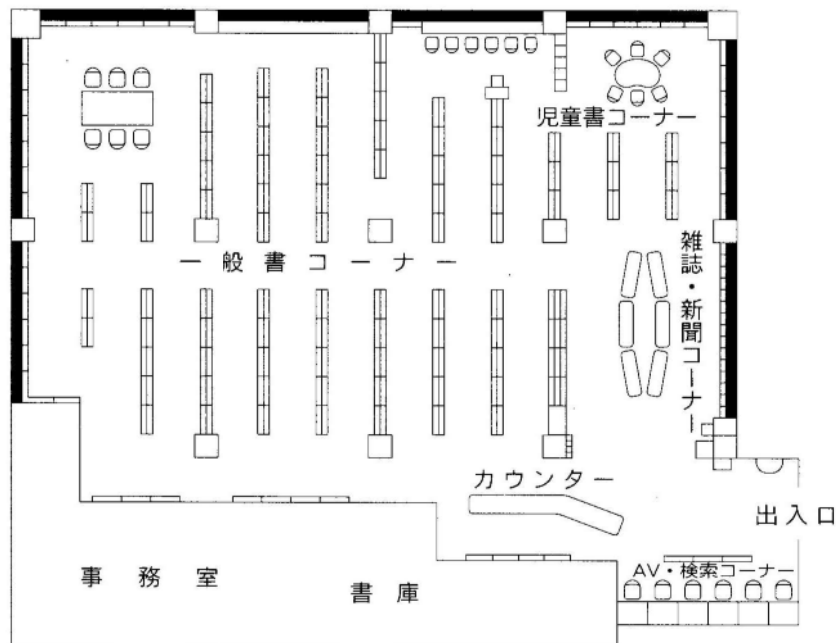 児童書コーナー
一般書コーナー
雑誌・新聞コーナー
カウンター
出入口
AV・検索コーナー
事務室
書庫